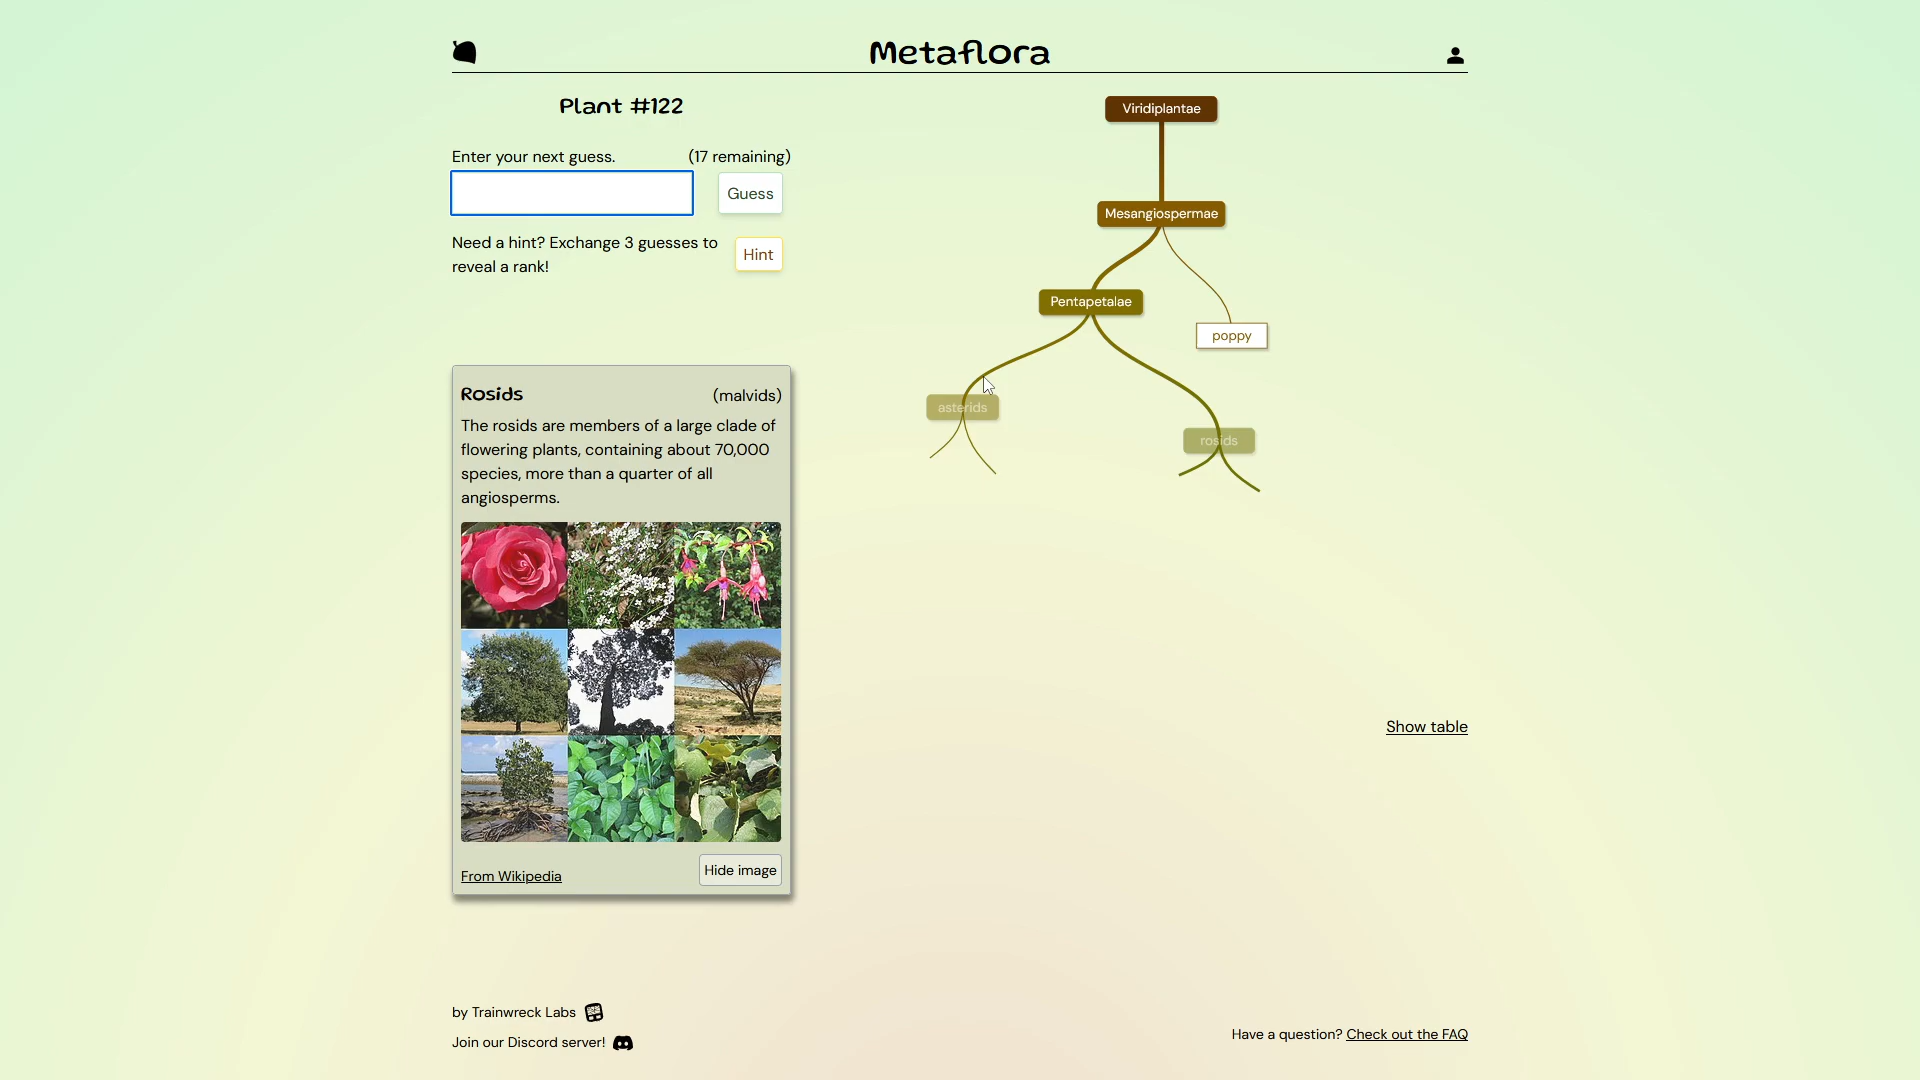 Metaflora
Plant #122
Enter your next guess. (17 remaining)
Guess
Need a hint? Exchange 3 guesses to
reveal a rank!
Hint
Rosids (malvids)
The rosids are members of a large clade of
flowering plants, containing about 70,000
species, more than a quarter of all
angiosperms.
From Wikipedia
Hide image
Viridiplantae
Mesangiospermae
Pentapetalae
poppy
asterids
rosids
Show table
by Trainwreck Labs
Join our Discord server!
Have a question? Check out the FAQ